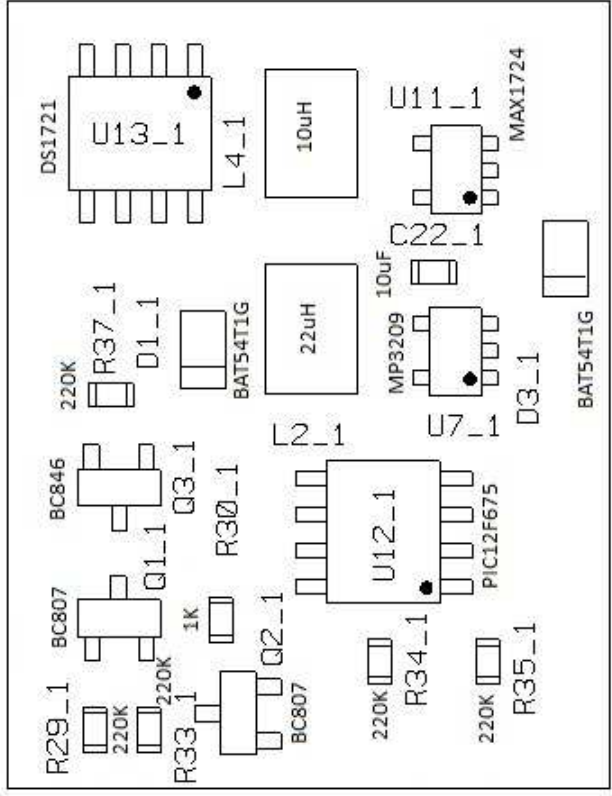 DS1721
U13_1
L4_1
10uH
U11_1
MAX1724
C22_1
10uF
220K
R37_1
D1_1
BAT54T1G
22uH
MP3209
U7_1
D3_1
BAT54T1G
L2_1
BC846
Q3_1
R30_1
BC807
Q1_1
1K
Q2_1
U12_1
PIC12F675
R29_1
220K
220K
R33_1
BC807
220K
R34_1
220K
R35_1